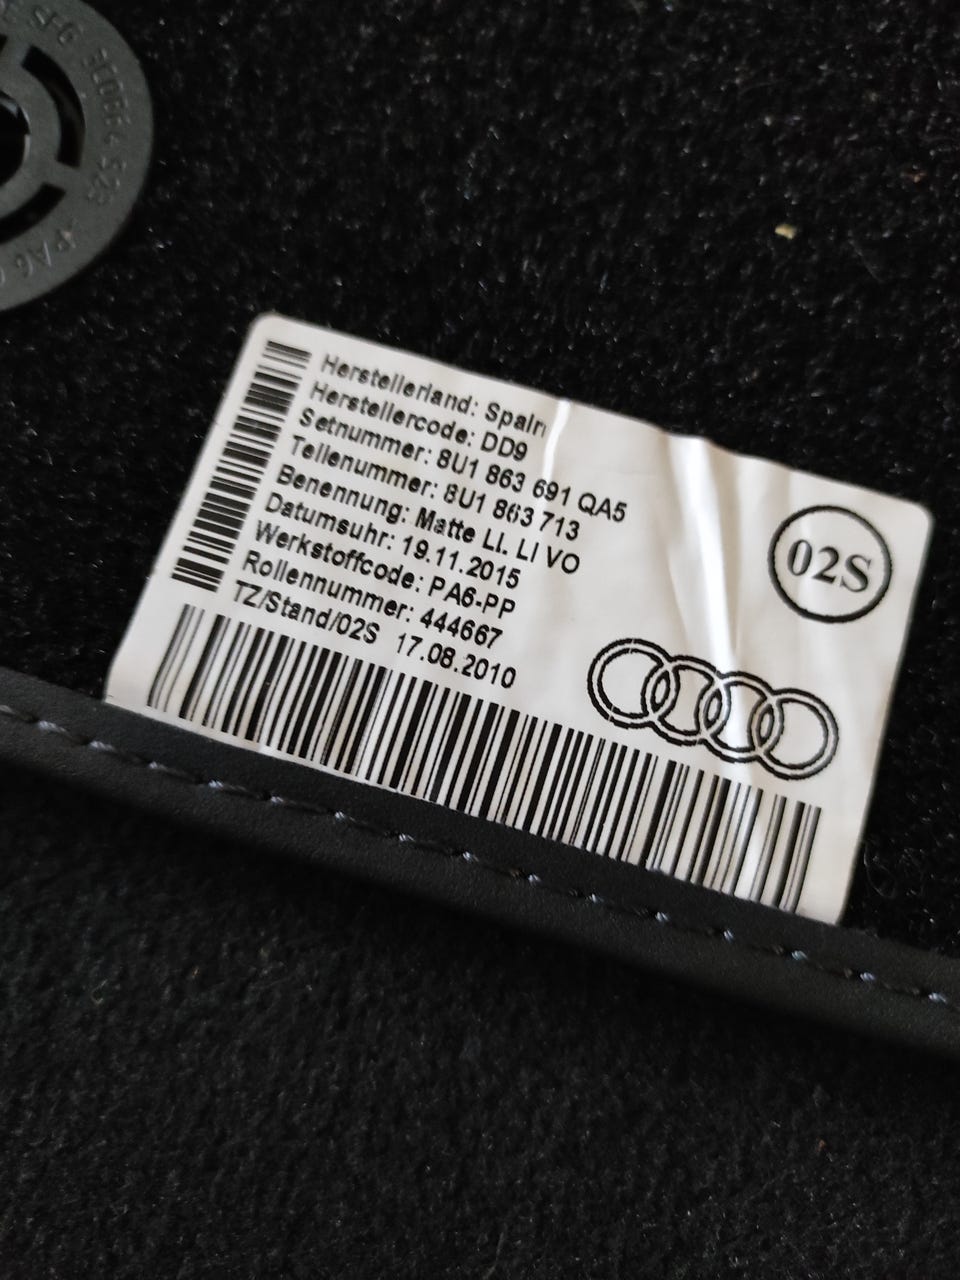 Herstellerland: Spain
Herstellercode: DD9
Setnummer: 8U1 863 691 QA5
Teilenummer: 8U1 863 713
Benennung: Matte LI. LI VO
Datumsuhr: 19.11.2015
Werkstoffcode: PA6-PP
Rollennummer: 444667
TZ/Stand/02S 17.08.2010
02S
PA6